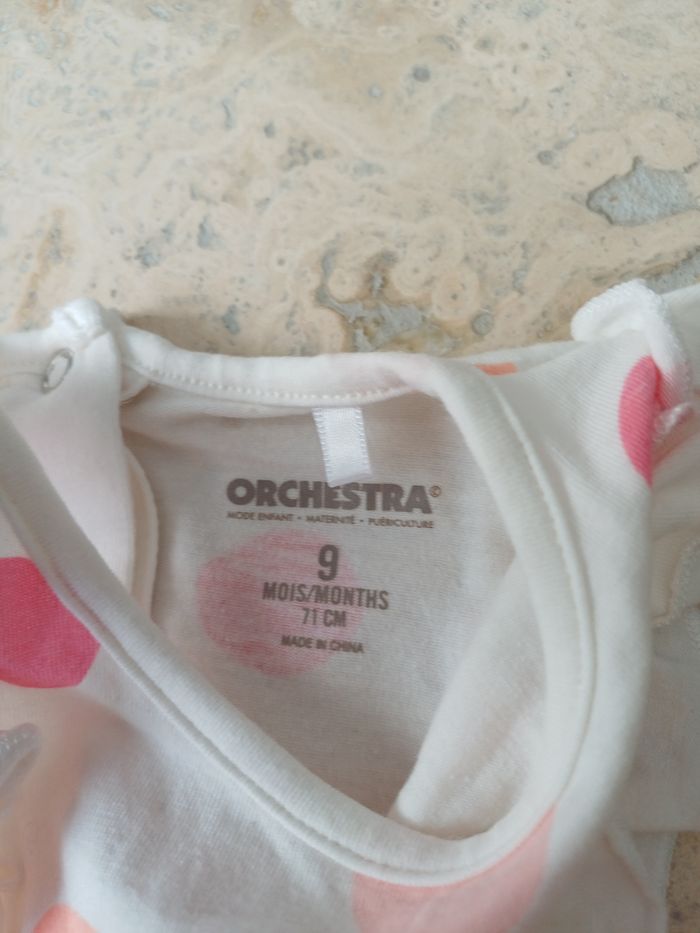 ORCHESTRA©
MODE ENFANT • MATERNITÉ • PUÉRICULTURE
9
MOIS/MONTHS
71 CM
MADE IN CHINA